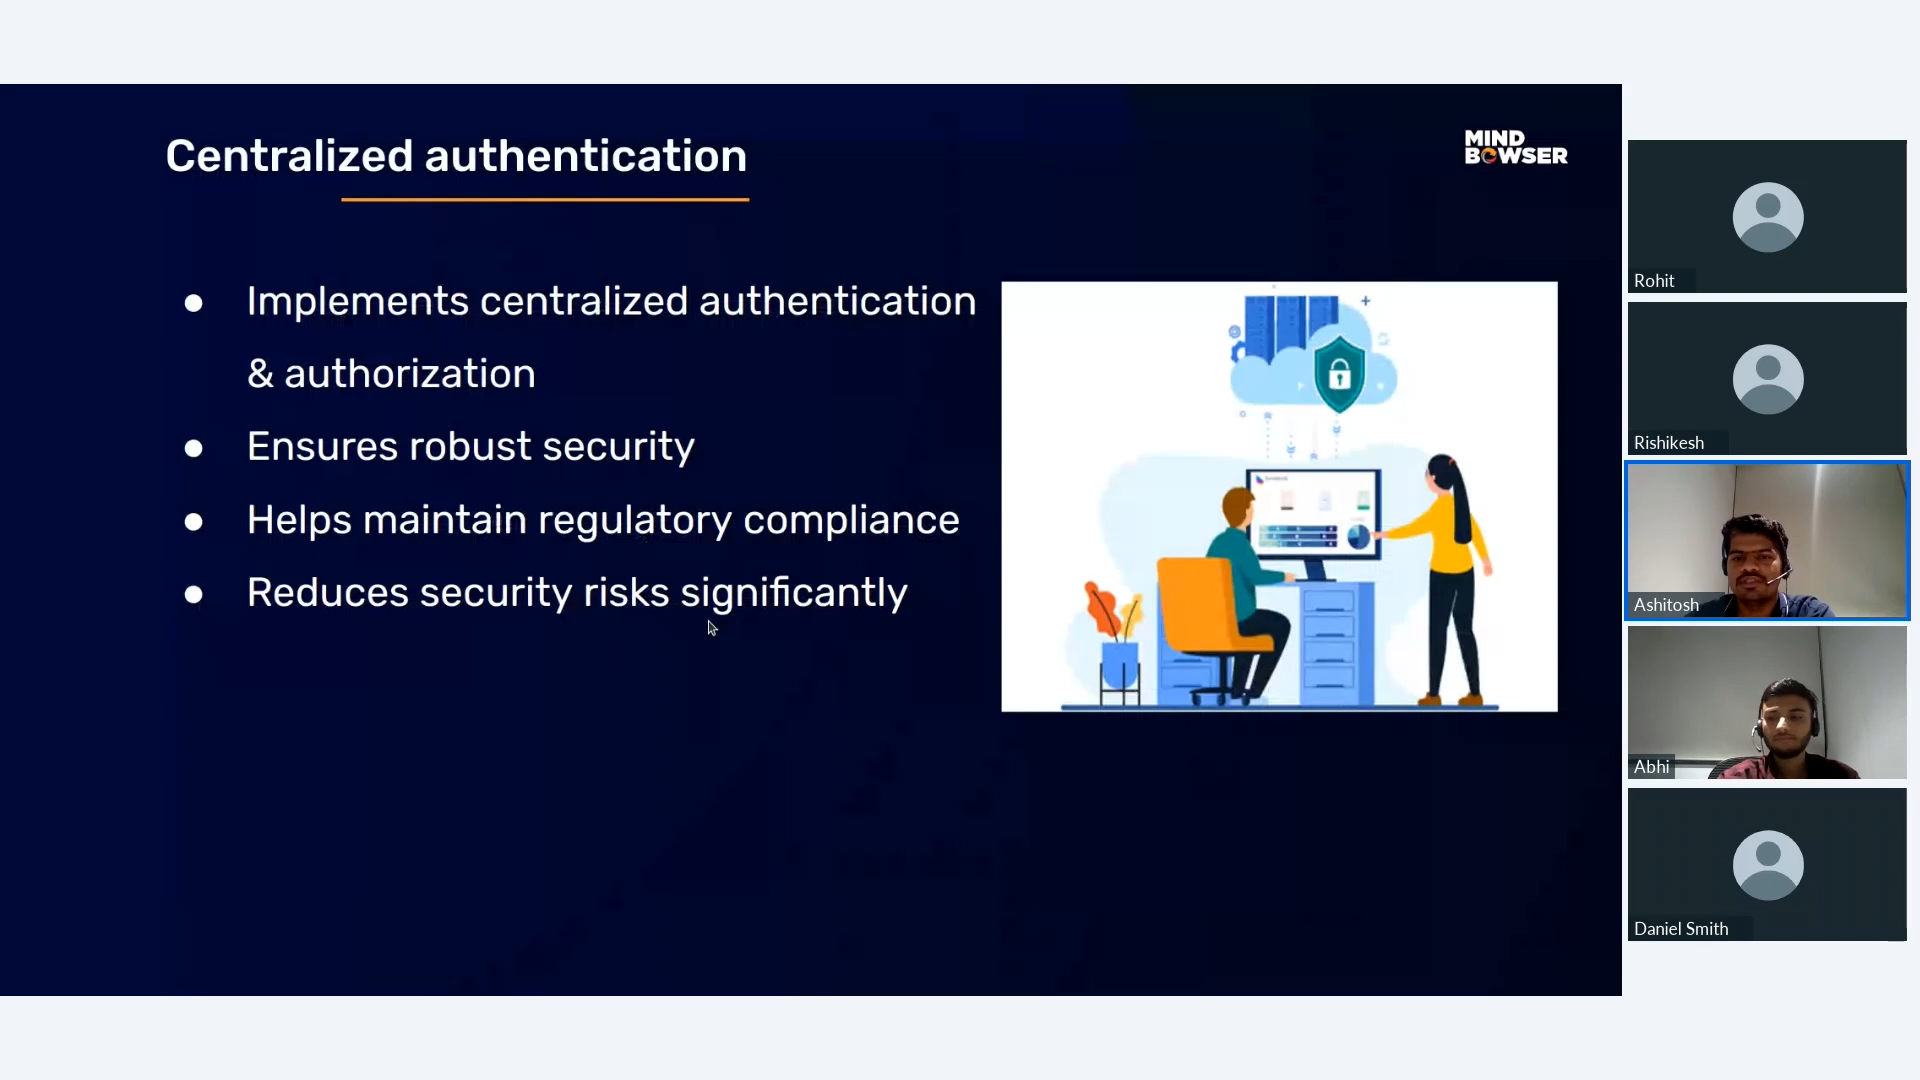 Centralized authentication
MIND
BOWSER
● Implements centralized authentication
& authorization
● Ensures robust security
● Helps maintain regulatory compliance
● Reduces security risks significantly
Rohit
Rishikesh
Ashitosh
Abhi
Daniel Smith